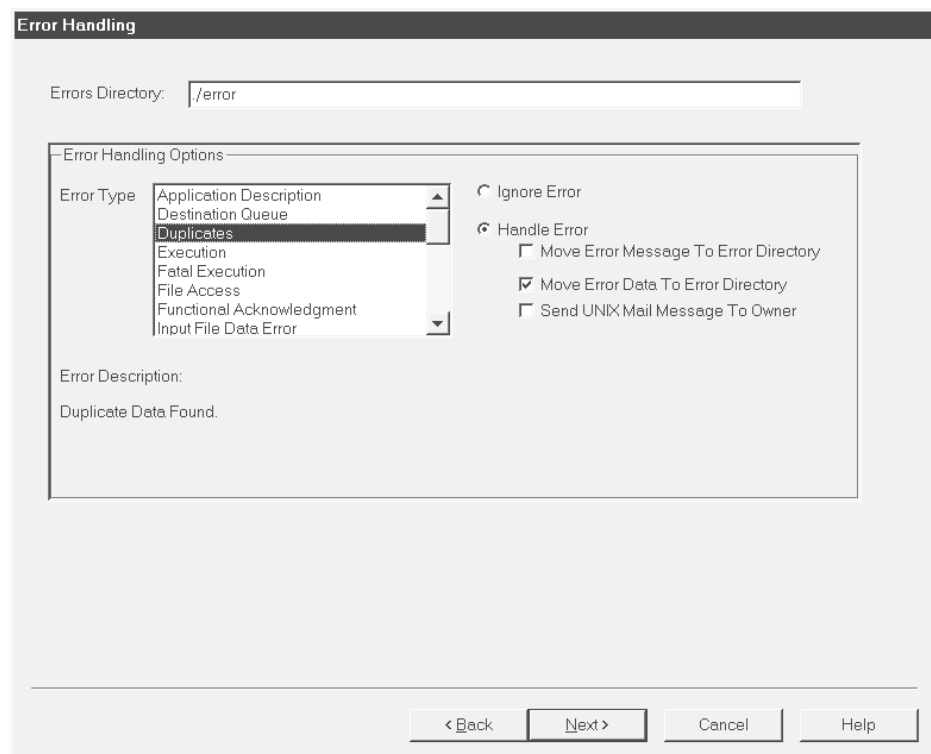 Error Handling
Errors Directory: ./error
Error Handling Options
Error Type
Application Description
Destination Queue
Duplicates
Execution
Fatal Execution
File Access
Functional Acknowledgment
Input File Data Error
Ignore Error
Handle Error
Move Error Message To Error Directory
Move Error Data To Error Directory
Send UNIX Mail Message To Owner
Error Description:
Duplicate Data Found.
< Back
Next >
Cancel
Help